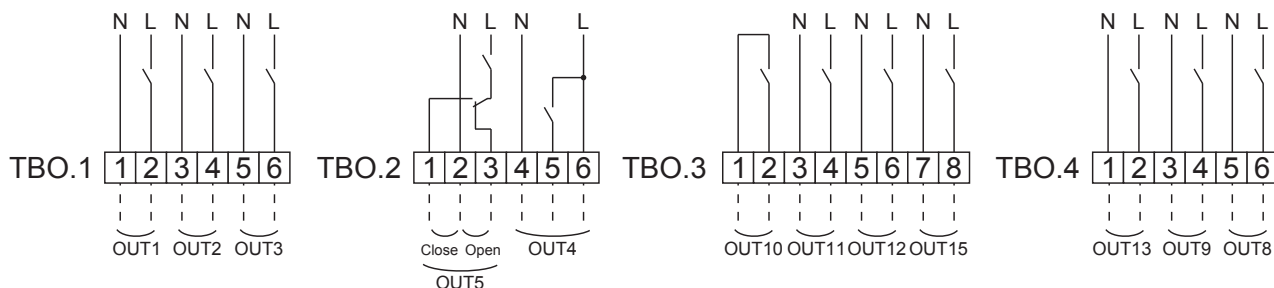 N L N L N L N L N L N L N L N L N L N L N L
TBO.1 1 2 3 4 5 6 TBO.2 1 2 3 4 5 6 TBO.3 1 2 3 4 5 6 7 8 TBO.4 1 2 3 4 5 6
OUT1 OUT2 OUT3 Close Open OUT4 OUT10 OUT11 OUT12 OUT15 OUT13 OUT9 OUT8
OUT5